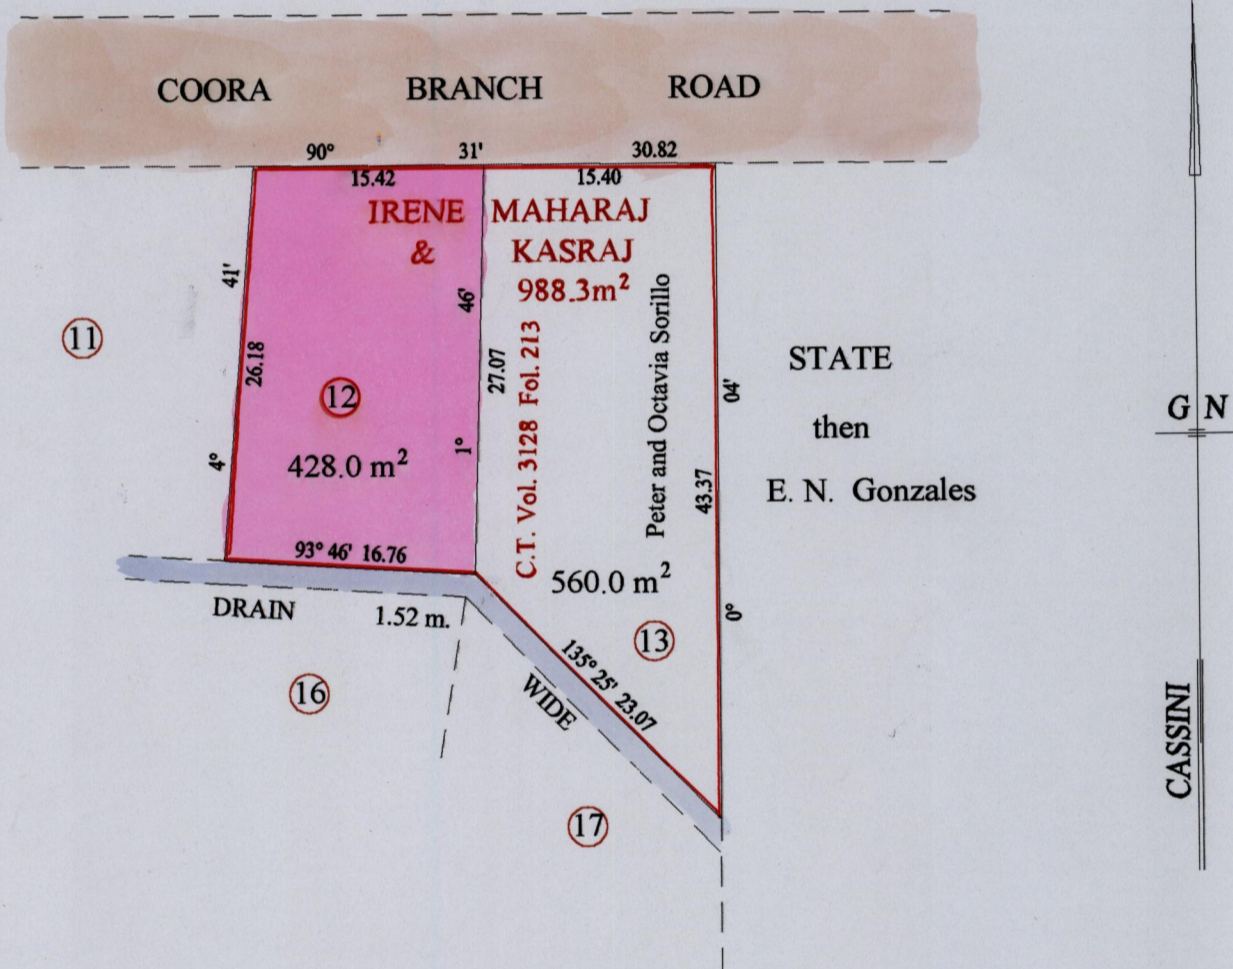 COORA BRANCH ROAD
90° 31' 30.82
15.42 15.40
IRENE MAHARAJ
& KASRAJ
988.3m²
41'
26.18
4°
46'
27.07
1°
C.T. Vol. 3128 Fol. 213
Peter and Octavia Sorillo
04'
43.37
0°
11
12
428.0 m²
STATE
then
E. N. Gonzales
G N
93° 46' 16.76
560.0 m²
DRAIN 1.52 m.
WIDE
135° 25' 23.07
13
16
17
CASSINI